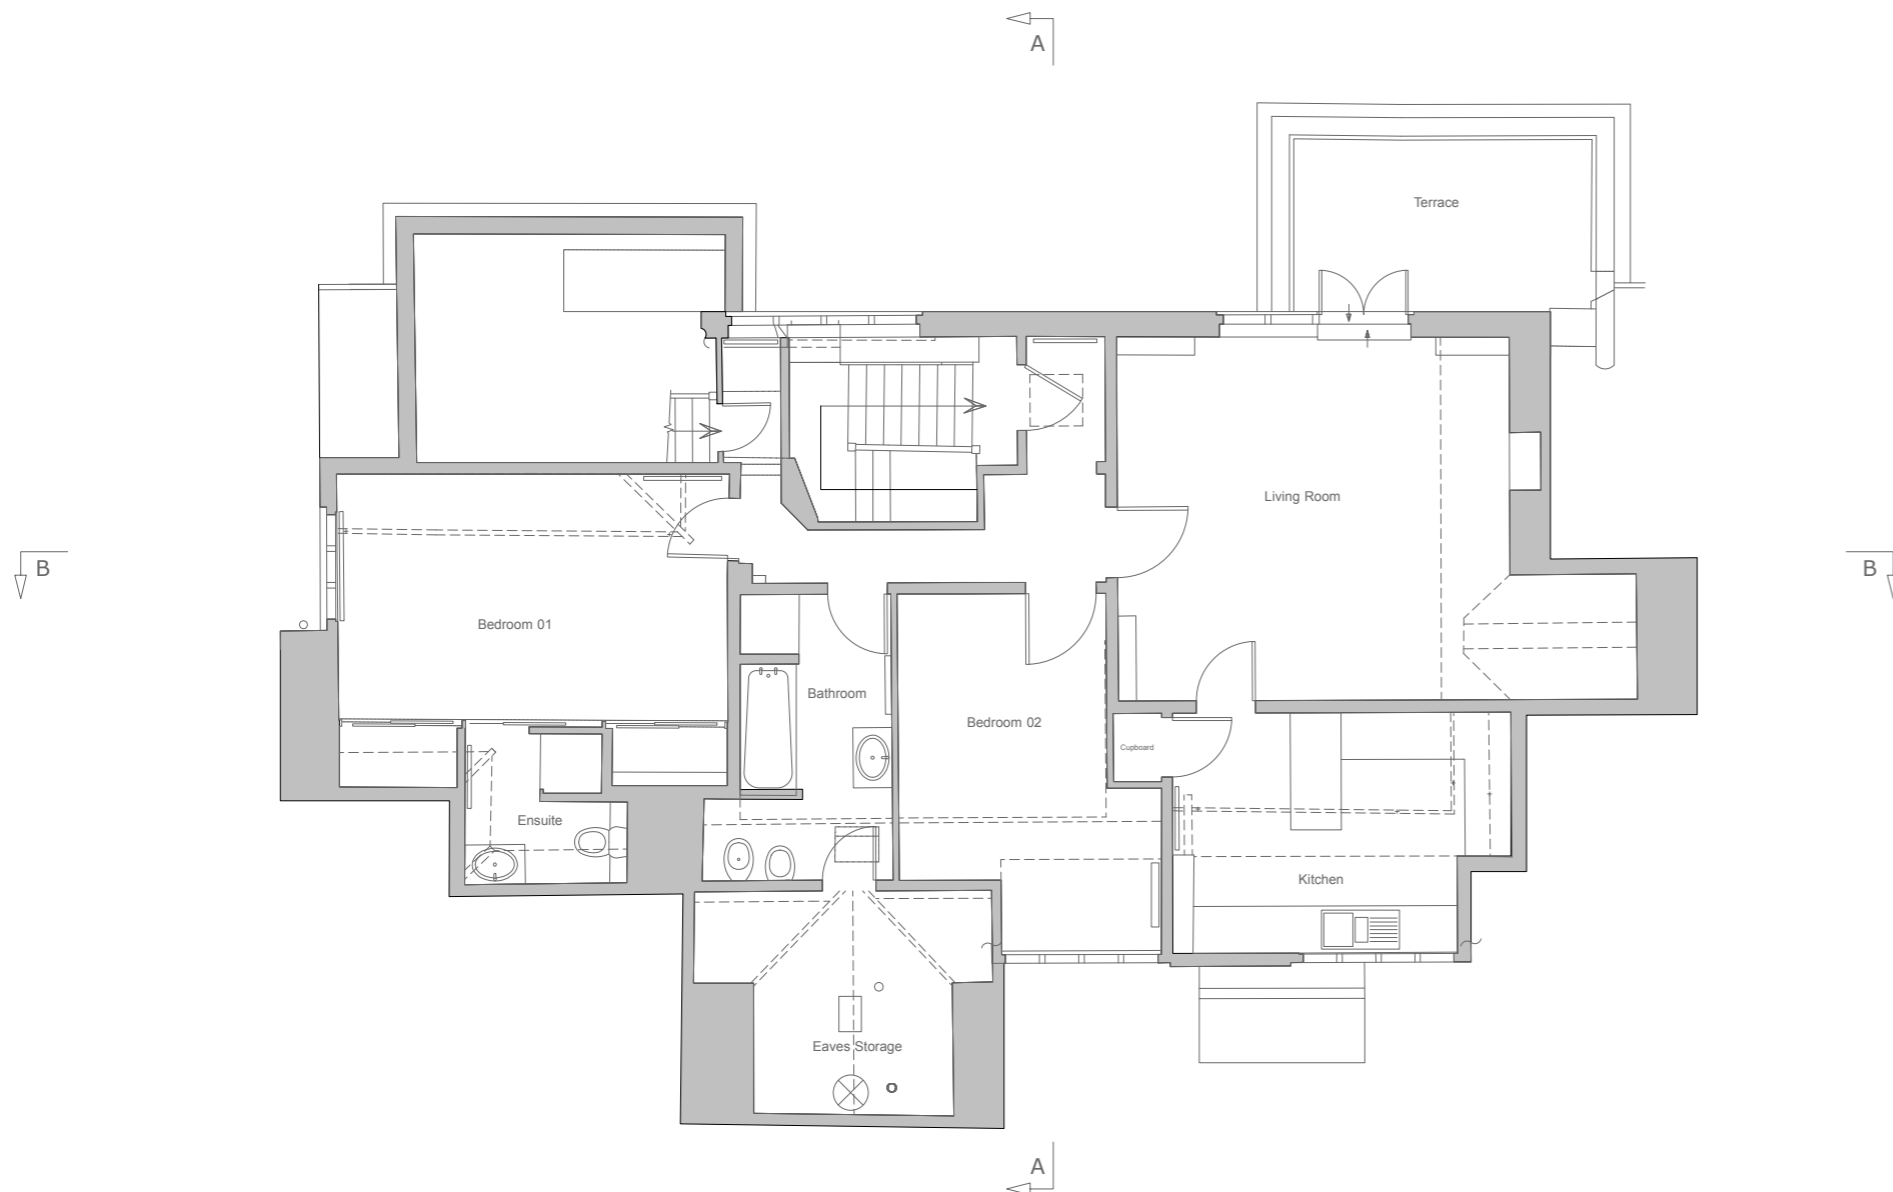 A
Terrace
Living Room
B
B
Bedroom 01
Bathroom
Bedroom 02
Cupboard
Ensuite
Kitchen
Eaves Storage
A